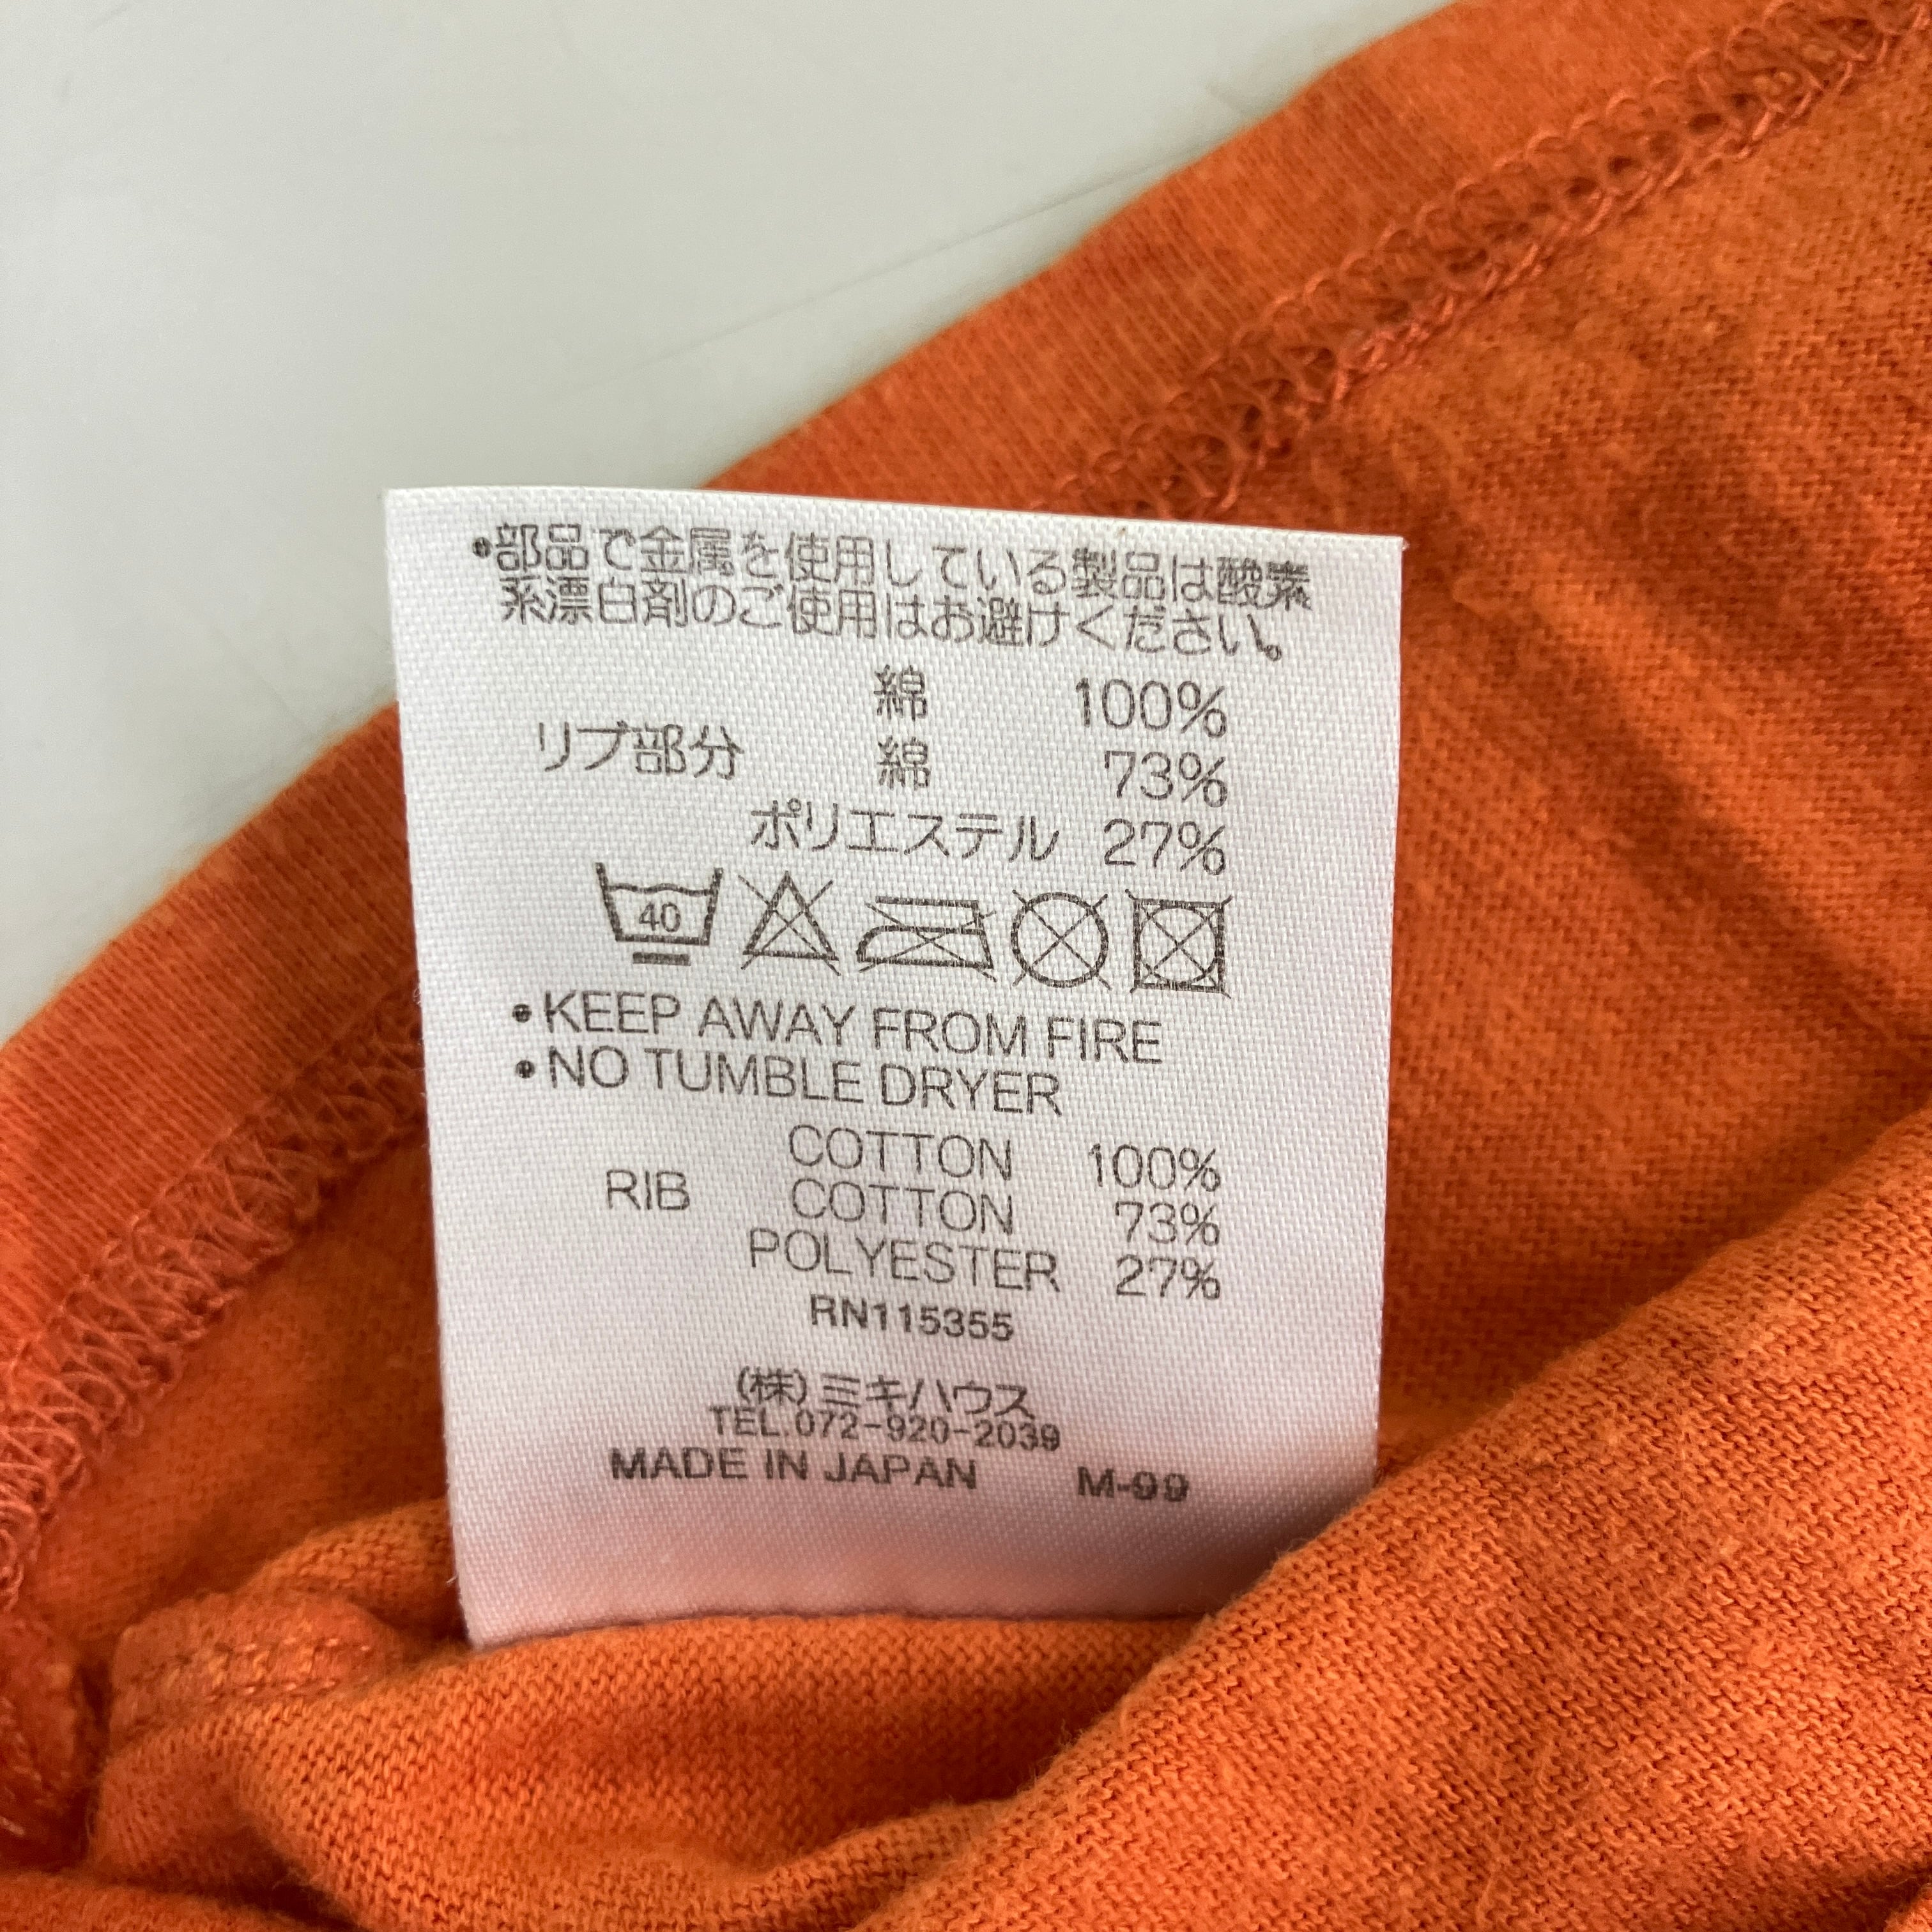 •部品で金属を使用している製品は酸素
系漂白剤のご使用はお避けください。
綿 100%
リブ部分 綿 73%
ポリエステル 27%
40
•KEEP AWAY FROM FIRE
•NO TUMBLE DRYER
COTTON 100%
RIB COTTON 73%
POLYESTER 27%
RN115355
(株)ミキハウス
TEL.072-920-2039
MADE IN JAPAN M-99